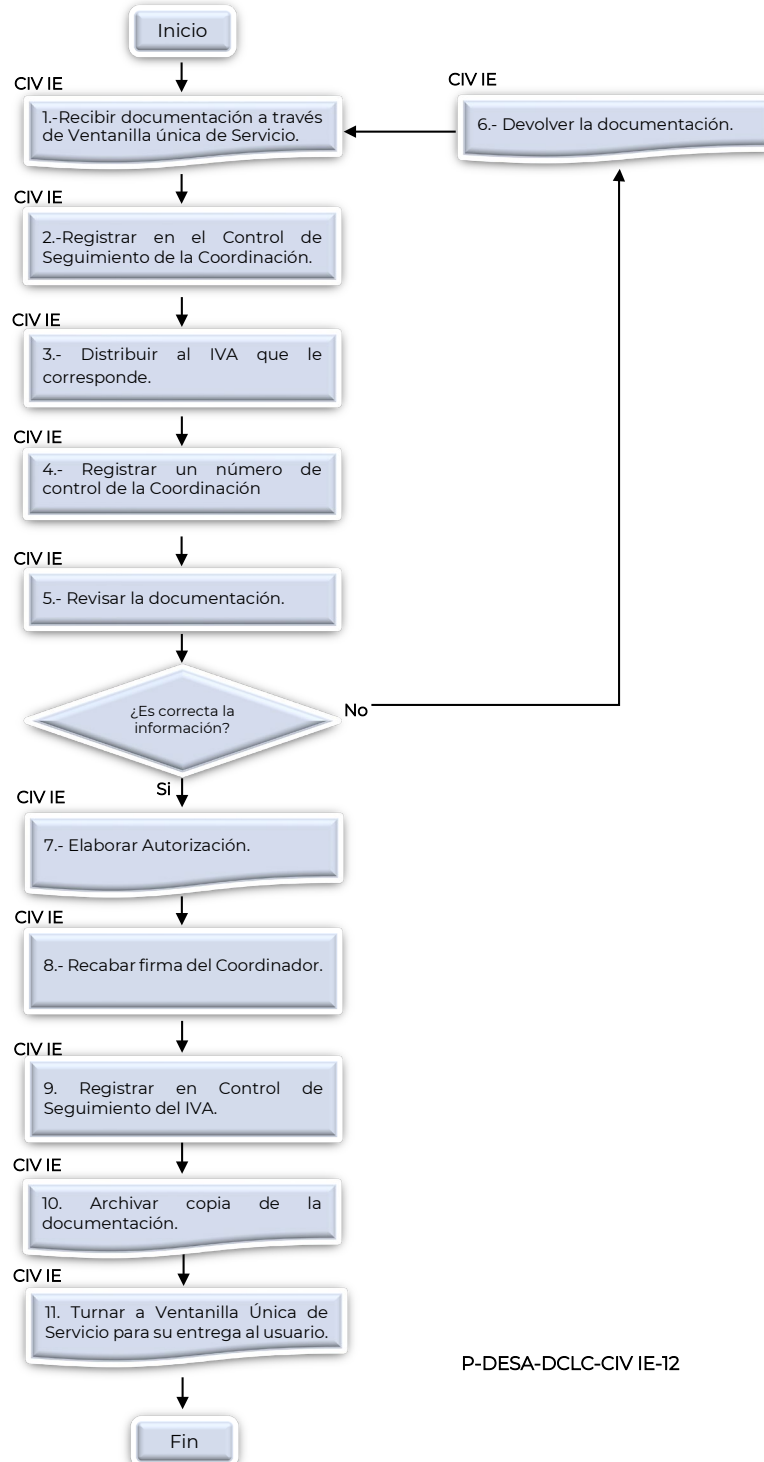 Inicio
CIV IE
1.-Recibir documentación a través
de Ventanilla única de Servicio.
CIV IE
6.- Devolver la documentación.
CIV IE
2.-Registrar en el Control de
Seguimiento de la Coordinación.
CIV IE
3.- Distribuir al IVA que le
corresponde.
CIV IE
4.- Registrar un número de
control de la Coordinación
CIV IE
5.- Revisar la documentación.
¿Es correcta la
información?
No
Si
CIV IE
7.- Elaborar Autorización.
CIV IE
8.- Recabar firma del Coordinador.
CIV IE
9. Registrar en Control de
Seguimiento del IVA.
CIV IE
10. Archivar copia de la
documentación.
CIV IE
11. Turnar a Ventanilla Única de
Servicio para su entrega al usuario.
P-DESA-DCLC-CIV IE-12
Fin